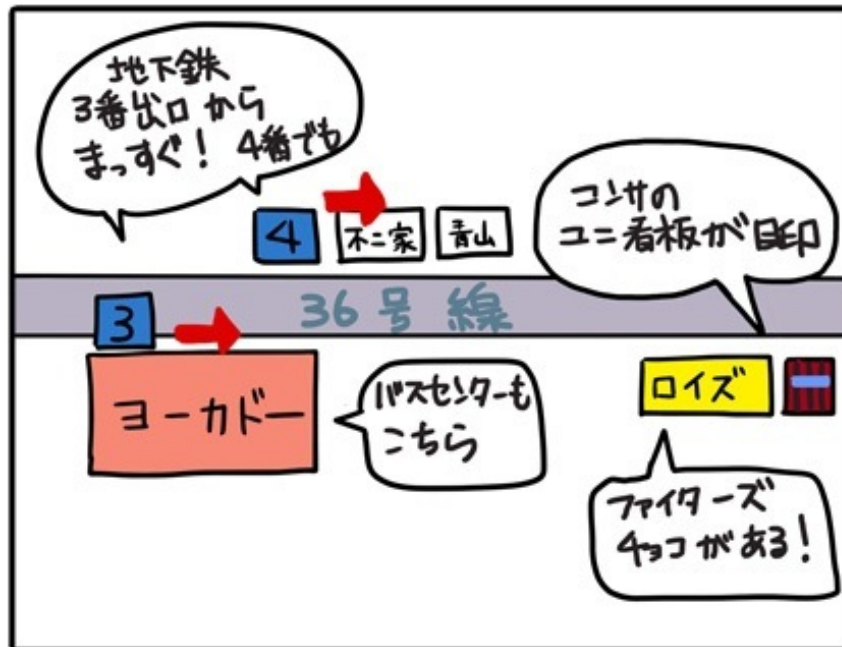 地下鉄
3番出口から
まっすぐ! 4番でも
4
不二家
青山
コンサの
ユニ看板が目印
36号線
3
ヨーカドー
バスセンターも
こちら
ロイズ
ファイターズ
チョコがある!